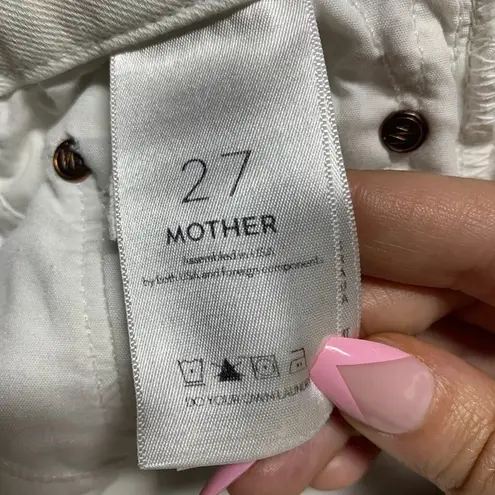 27
MOTHER
assembled in USA
by both USA and foreign components
DO YOUR OWN LAUNDRY